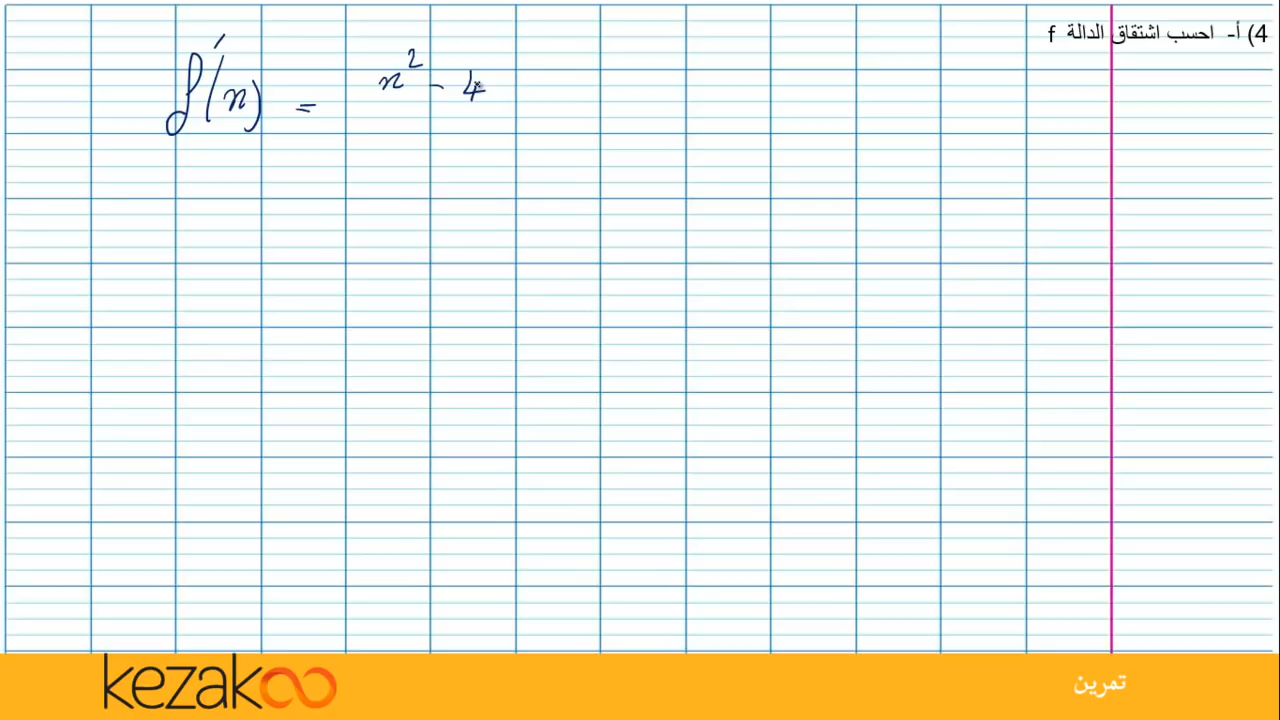 4) أ- احسب اشتقاق الدالة f
f'(x) = x² - 4
kezakoo
تمرين